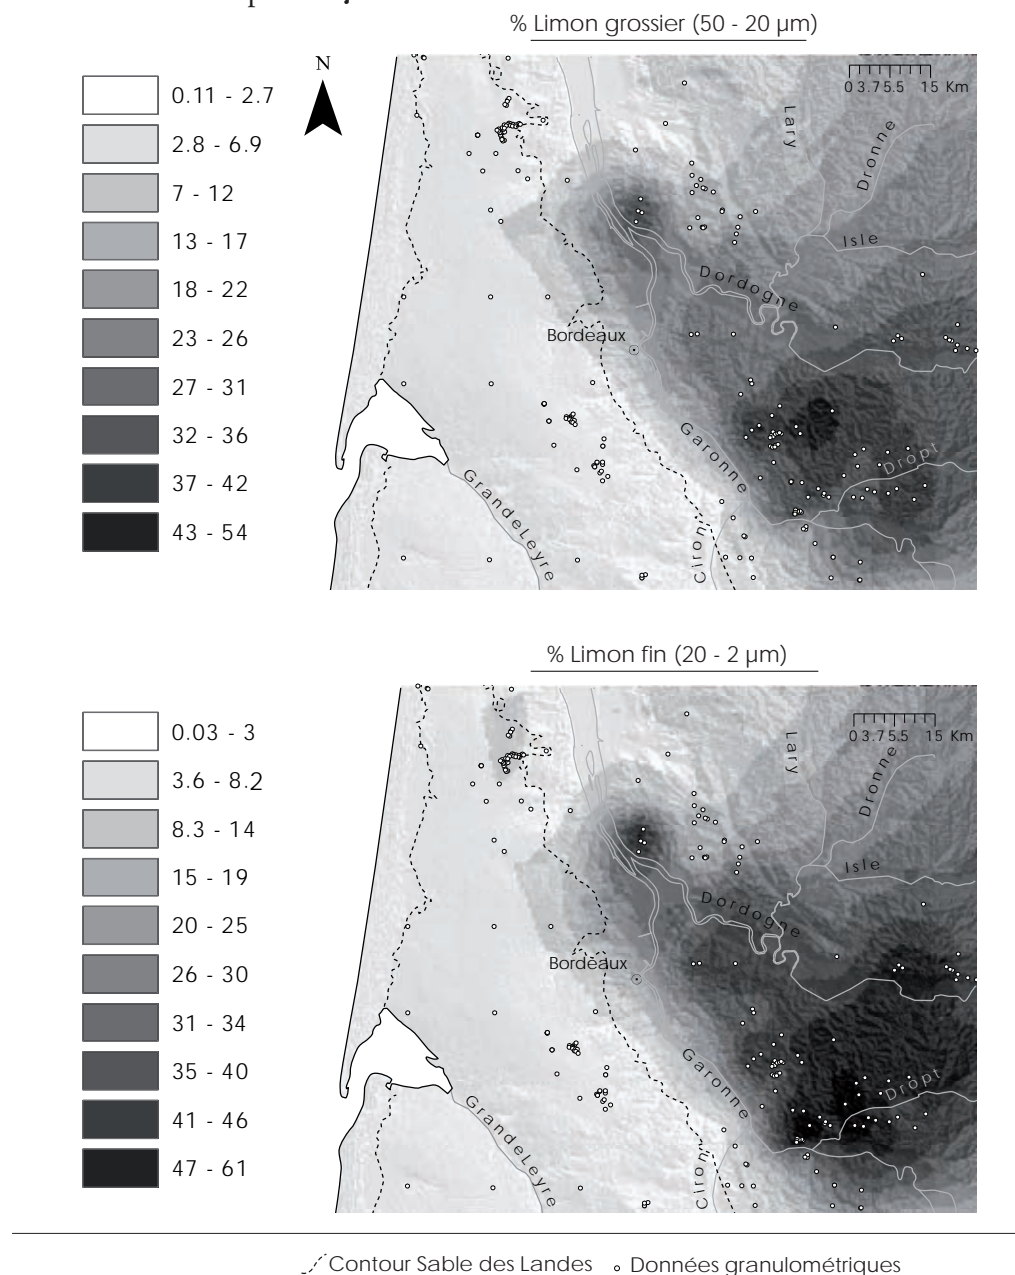 % Limon grossier (50 - 20 µm)
N
0.11 - 2.7
2.8 - 6.9
7 - 12
13 - 17
18 - 22
23 - 26
27 - 31
32 - 36
37 - 42
43 - 54
0 3.75.5 15 Km
Lary
Dronne
Isle
Dordogne
Bordeaux
Garonne
Dropt
GrandeLeyre
Ciron
% Limon fin (20 - 2 µm)
0.03 - 3
3.6 - 8.2
8.3 - 14
15 - 19
20 - 25
26 - 30
31 - 34
35 - 40
41 - 46
47 - 61
0 3.75.5 15 Km
Lary
Dronne
Isle
Dordogne
Bordeaux
Garonne
Dropt
GrandeLeyre
Ciron
Contour Sable des Landes
Données granulométriques